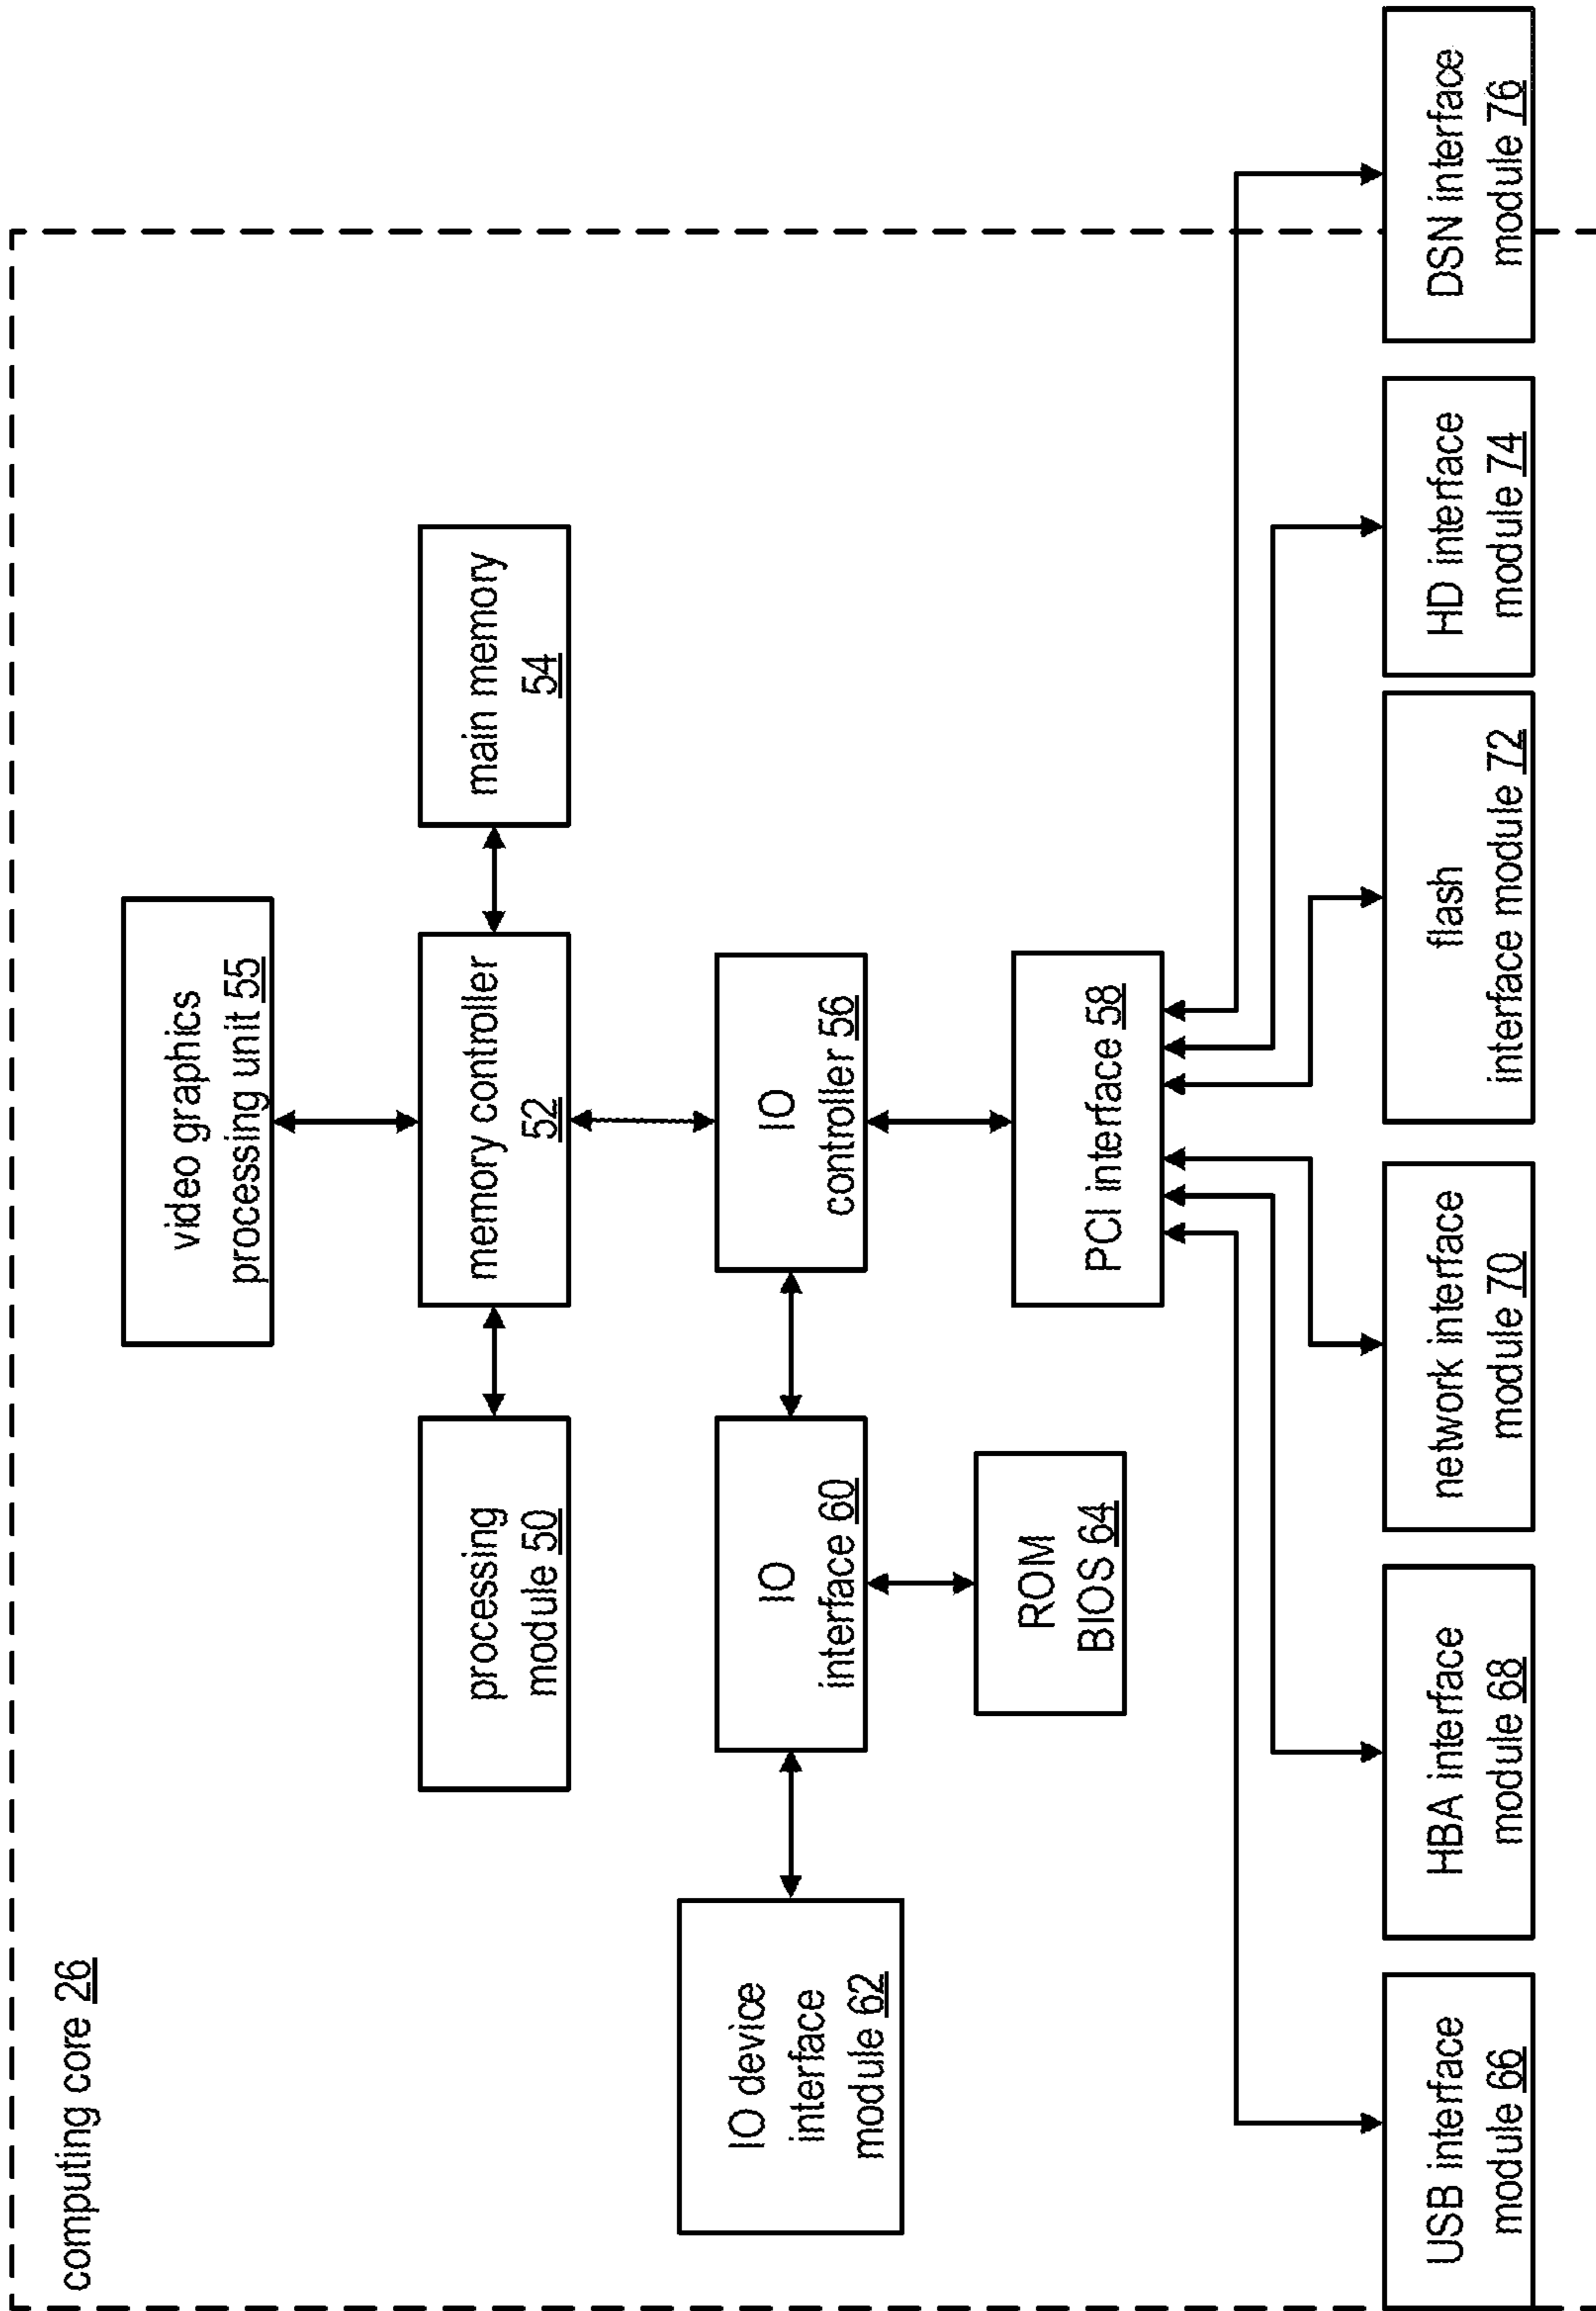 computing core 26
video graphics
processing unit 55
processing
module 50
memory controller
52
main memory
54
IO device
interface
module 62
IO
interface 60
IO
controller 56
ROM
BIOS 64
PCI interface 58
USB interface
module 66
HBA interface
module 68
network interface
module 70
flash
interface module 72
HD interface
module 74
DSN interface
module 76